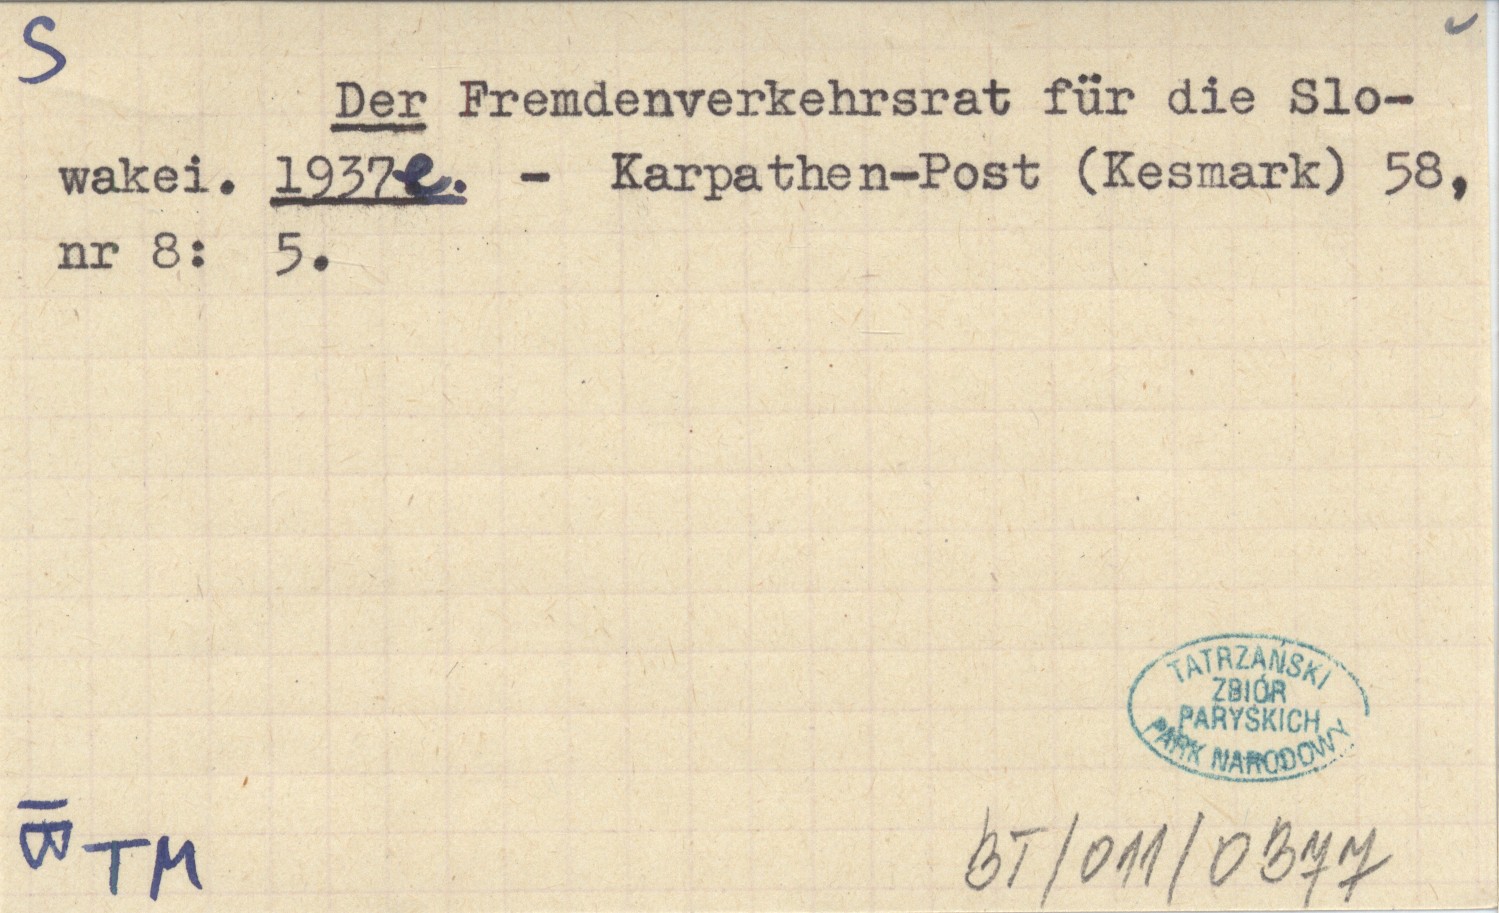 S
Der Fremdenverkehrsrat für die Slo-
wakei. 1937e. - Karpathen-Post (Kesmark) 58,
nr 8: 5.
TATRZAŃSKI
ZBIÓR
PARYSKICH
PARK NARODOWY
B TM
BT/011/0377